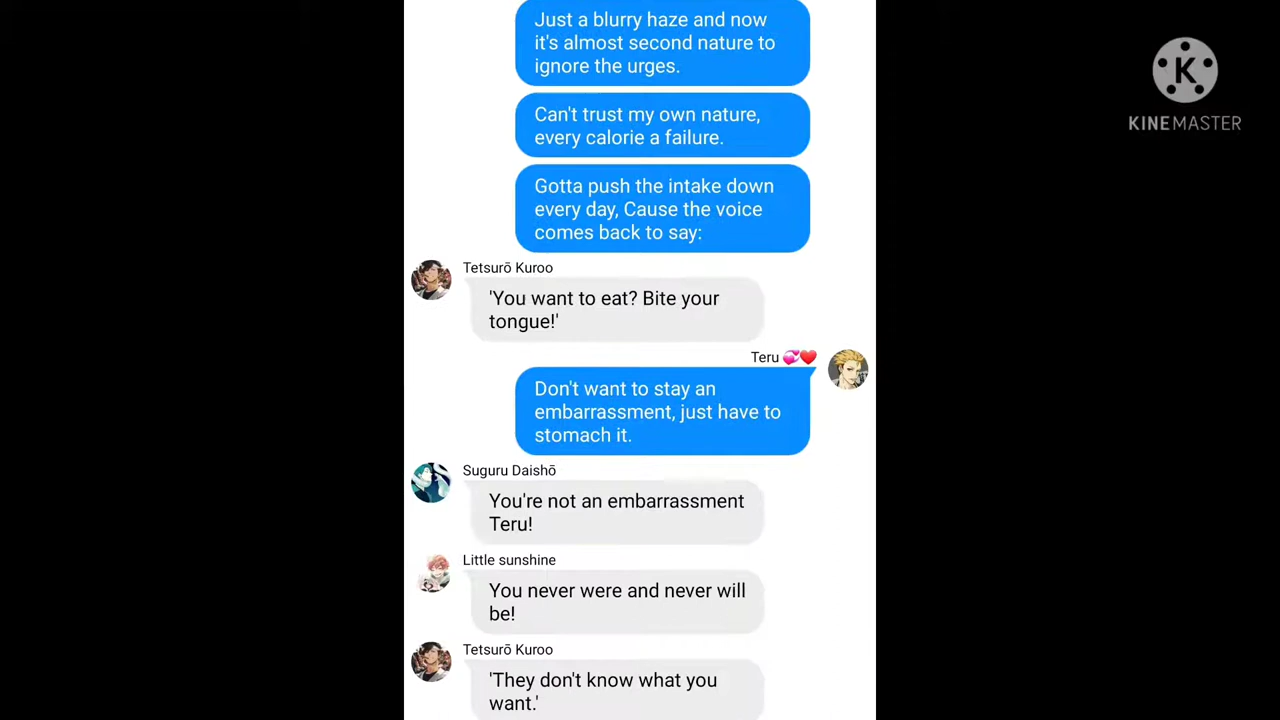 Just a blurry haze and now
it's almost second nature to
ignore the urges.
Can't trust my own nature,
every calorie a failure.
Gotta push the intake down
every day, Cause the voice
comes back to say:
Tetsurō Kuroo
'You want to eat? Bite your
tongue!'
Teru 💞❤️
Don't want to stay an
embarrassment, just have to
stomach it.
Suguru Daishō
You're not an embarrassment
Teru!
Little sunshine
You never were and never will
be!
Tetsurō Kuroo
'They don't know what you
want.'
K
KINEMASTER